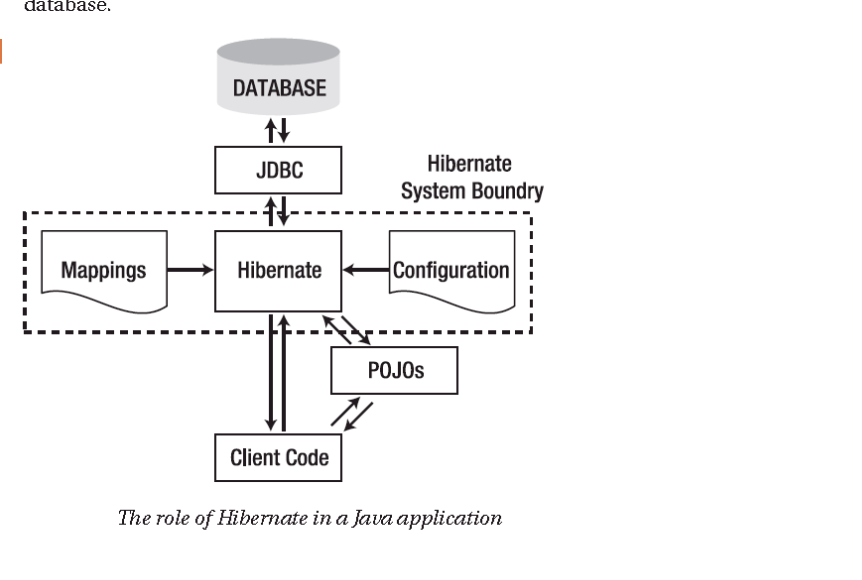 database.
DATABASE
JDBC
Hibernate
System Boundry
Mappings
Hibernate
Configuration
POJOs
Client Code
The role of Hibernate in a Java application